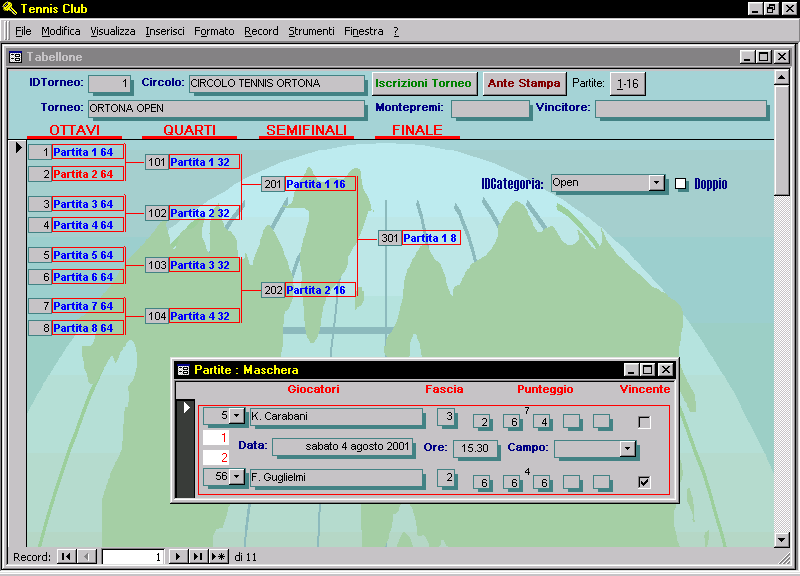 Tennis Club
File Modifica Visualizza Inserisci Formato Record Strumenti Finestra ?
Tabellone
IDTorneo: 1 Circolo: CIRCOLO TENNIS ORTONA Iscrizioni Torneo Ante Stampa Partite: 1-16
Torneo: ORTONA OPEN Montepremi: Vincitore:
OTTAVI QUARTI SEMIFINALI FINALE
1 Partita 1 64
101 Partita 1 32
2 Partita 2 64
201 Partita 1 16
IDCategoria: Open Doppio
3 Partita 3 64
102 Partita 2 32
4 Partita 4 64
301 Partita 1 8
5 Partita 5 64
103 Partita 3 32
6 Partita 6 64
202 Partita 2 16
7 Partita 7 64
104 Partita 4 32
8 Partita 8 64
Partite : Maschera
Giocatori Fascia Punteggio Vincente
5 K. Carabani 3 2 6 7 4
1
Data: sabato 4 agosto 2001 Ore: 15.30 Campo:
2
56 F. Guglielmi 2 6 6 4 6
Record: 1 di 11